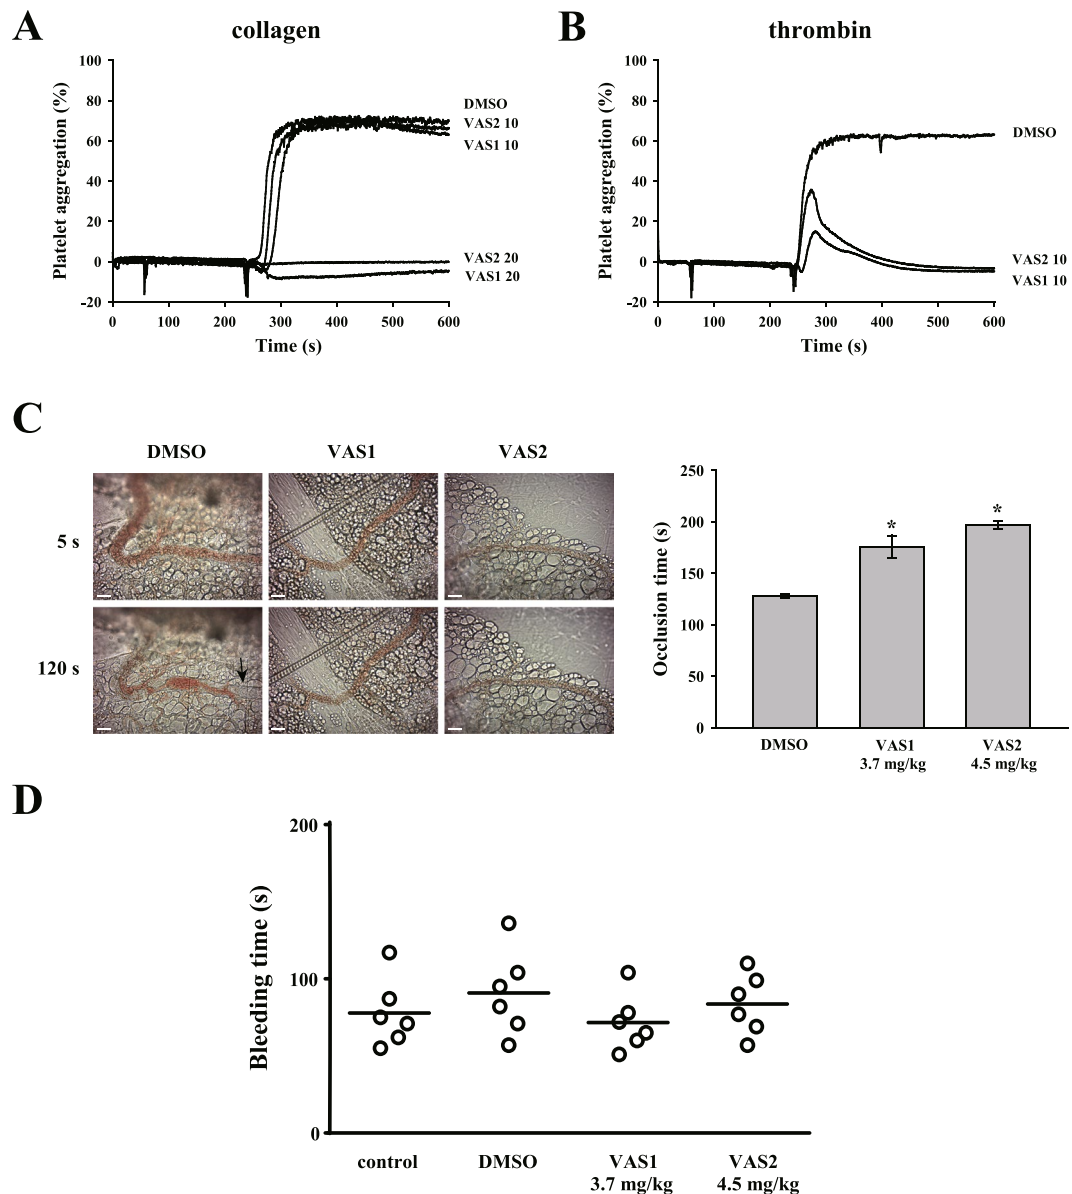 A
collagen
Platelet aggregation (%)
100
80
60
40
20
0
-20
0 100 200 300 400 500 600
Time (s)
DMSO
VAS2 10
VAS1 10
VAS2 20
VAS1 20
B
thrombin
Platelet aggregation (%)
100
80
60
40
20
0
-20
0 100 200 300 400 500 600
Time (s)
DMSO
VAS2 10
VAS1 10
C
DMSO VAS1 VAS2
5 s
120 s
Occlusion time (s)
250
200
150
100
50
0
* *
DMSO VAS1 VAS2
3.7 mg/kg 4.5 mg/kg
D
Bleeding time (s)
200
100
0
control DMSO VAS1 VAS2
3.7 mg/kg 4.5 mg/kg